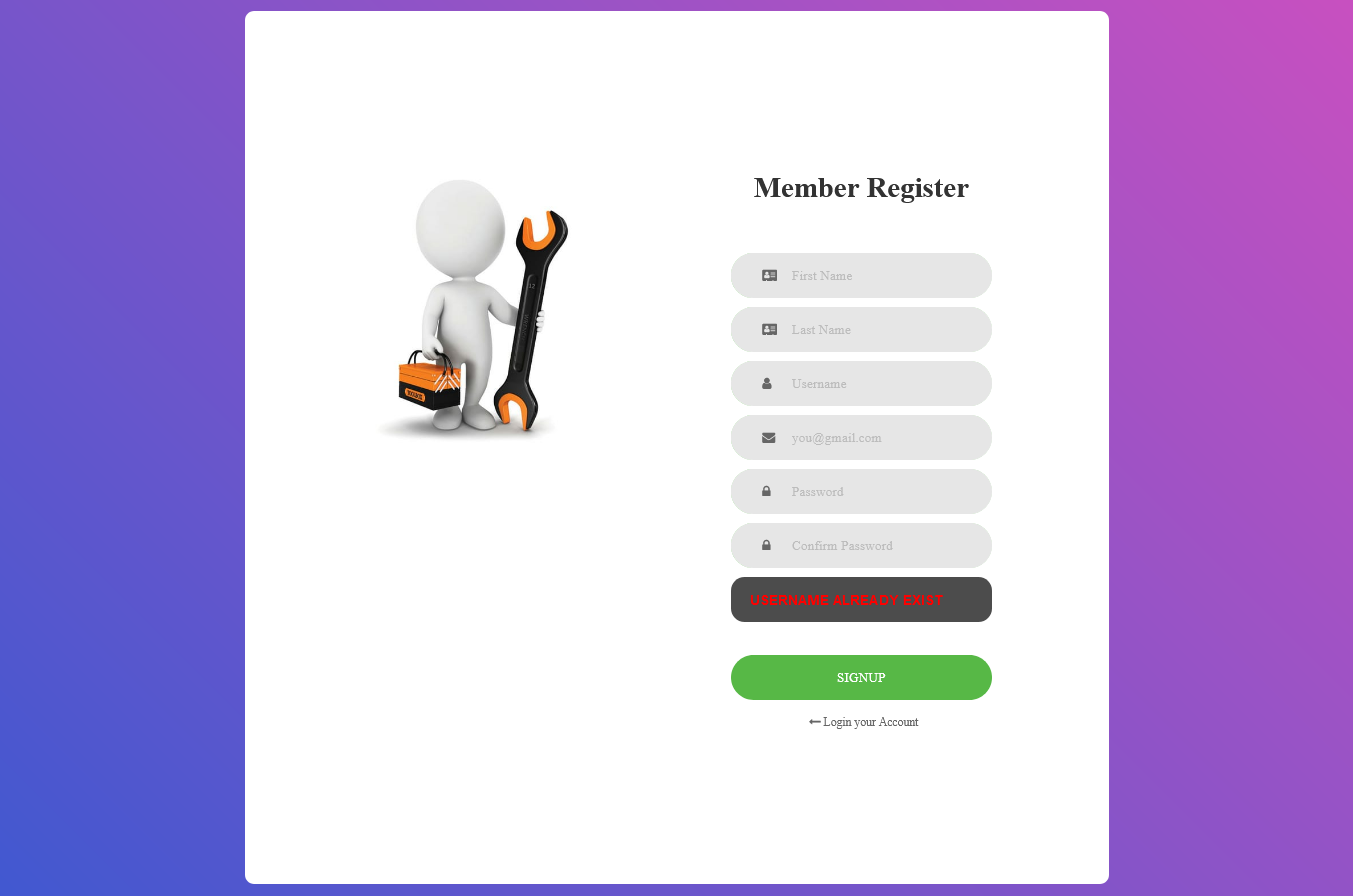 Member Register
First Name
Last Name
Username
you@gmail.com
Password
Confirm Password
USERNAME ALREADY EXIST
SIGNUP
Login your Account
12